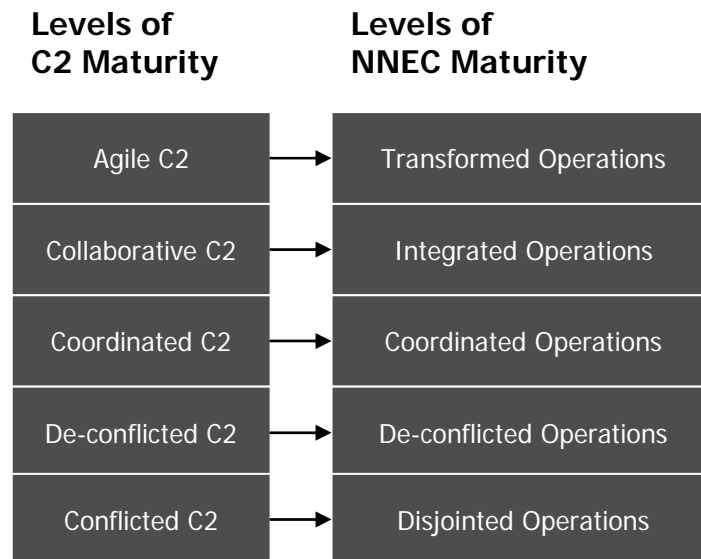 Levels of
C2 Maturity
Levels of
NNEC Maturity
Agile C2
Transformed Operations
Collaborative C2
Integrated Operations
Coordinated C2
Coordinated Operations
De-conflicted C2
De-conflicted Operations
Conflicted C2
Disjointed Operations